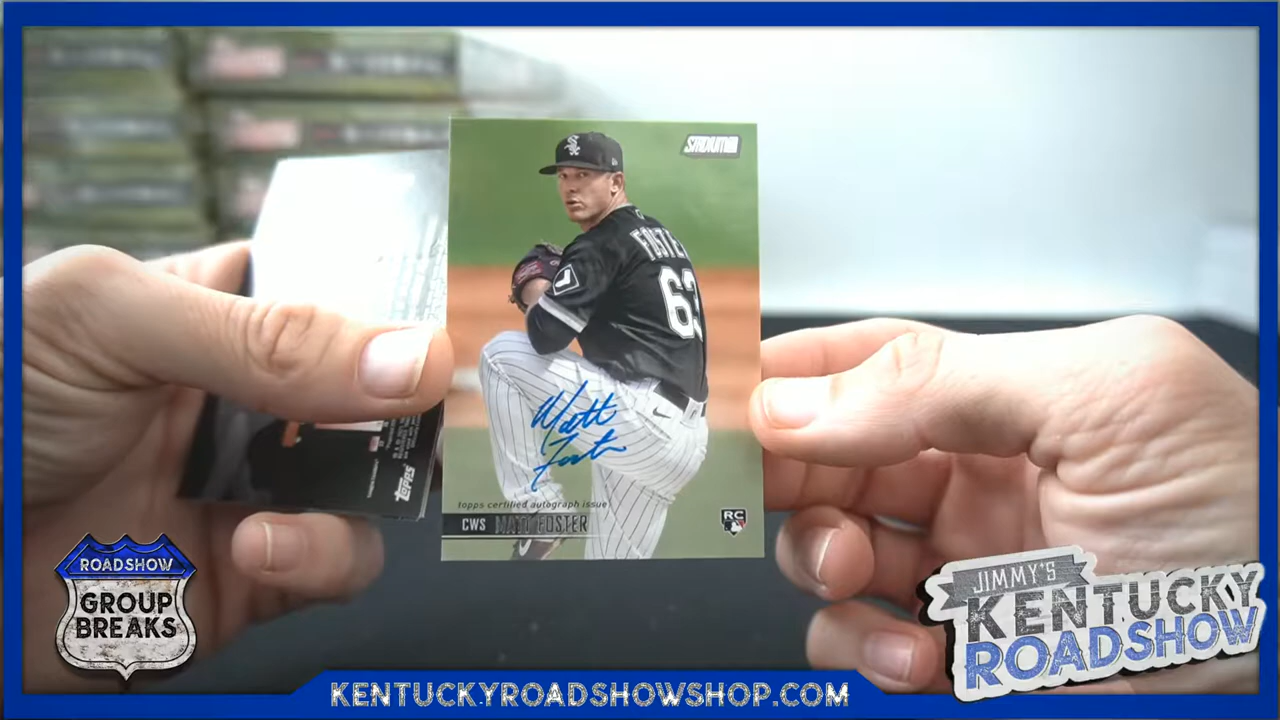 STADIUM
FOSTER
63
Matt
Foster
topps certified autograph issue
CWS MATT FOSTER
RC
TOPPS
ROADSHOW
GROUP
BREAKS
JIMMY'S
KENTUCKY
ROADSHOW
KENTUCKYROADSHOWSHOP.COM